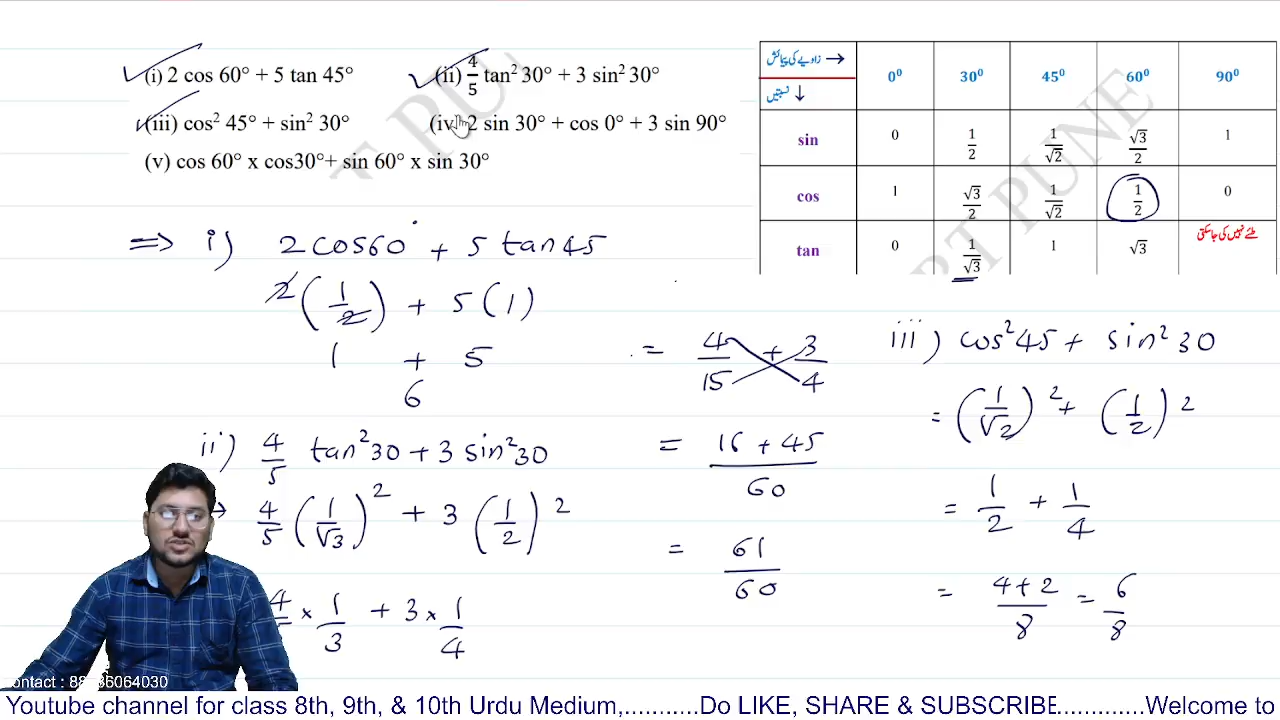 (i) 2 cos 60° + 5 tan 45°
(ii) 4/5 tan² 30° + 3 sin² 30°
(iii) cos² 45° + sin² 30°
(iv) 2 sin 30° + cos 0° + 3 sin 90°
(v) cos 60° x cos30°+ sin 60° x sin 30°
زاویے کی پیمائش → 0⁰ 30⁰ 45⁰ 60⁰ 90⁰
نسبتیں ↓
sin 0 1/2 1/√2 √3/2 1
cos 1 √3/2 1/√2 1/2 0
tan 0 1/√3 1 √3 طئے نہیں کی جاسکتی
PUNE
⇒ i) 2cos60° + 5 tan45
2(1/2) + 5(1)
1 + 5
6
ii) 4/5 tan²30 + 3 sin²30
→ 4/5 (1/√3)² + 3 (1/2)²
× 1/3 + 3 × 1/4
= 4/15 + 3/4
= 16 + 45/60
= 61/60
iii) cos²45 + sin²30
= (1/√2)² + (1/2)²
= 1/2 + 1/4
= 4+2/8 = 6/8
36064030
Youtube channel for class 8th, 9th, & 10th Urdu Medium,...........Do LIKE, SHARE & SUBSCRIBE.............Welcome to